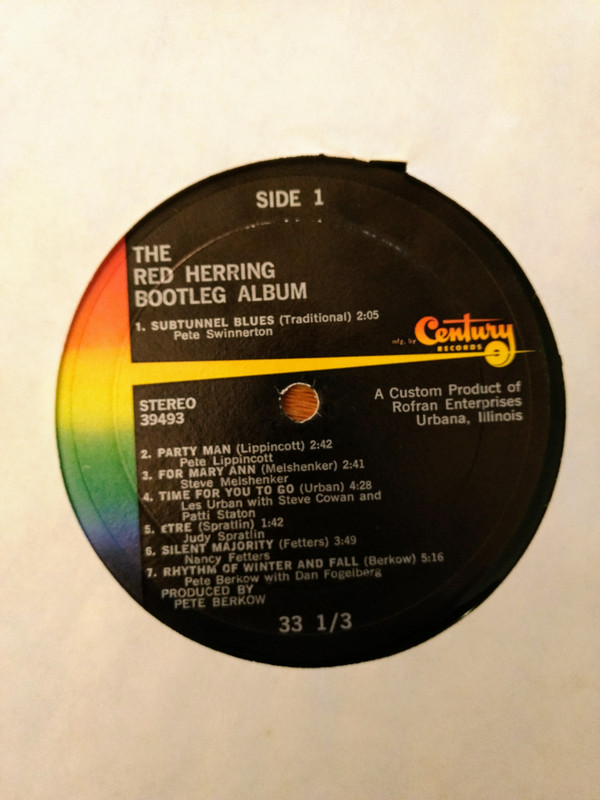 SIDE 1
THE
RED HERRING
BOOTLEG ALBUM
1. SUBTUNNEL BLUES (Traditional) 2:05
Pete Swinnerton
mfg. by Century
RECORDS
STEREO
39493
A Custom Product of
Rofran Enterprises
Urbana, Illinois
2. PARTY MAN (Lippincott) 2:42
Pete Lippincott
3. FOR MARY ANN (Melshenker) 2:41
Steve Melshenker
4. TIME FOR YOU TO GO (Urban) 4:28
Les Urban with Steve Cowan and
Patti Staton
5. ETRE (Spratlin) 1:42
Judy Spratlin
6. SILENT MAJORITY (Fetters) 3:49
Nancy Fetters
7. RHYTHM OF WINTER AND FALL (Berkow) 5:16
Pete Berkow with Dan Fogelberg
PRODUCED BY
PETE BERKOW
33 1/3